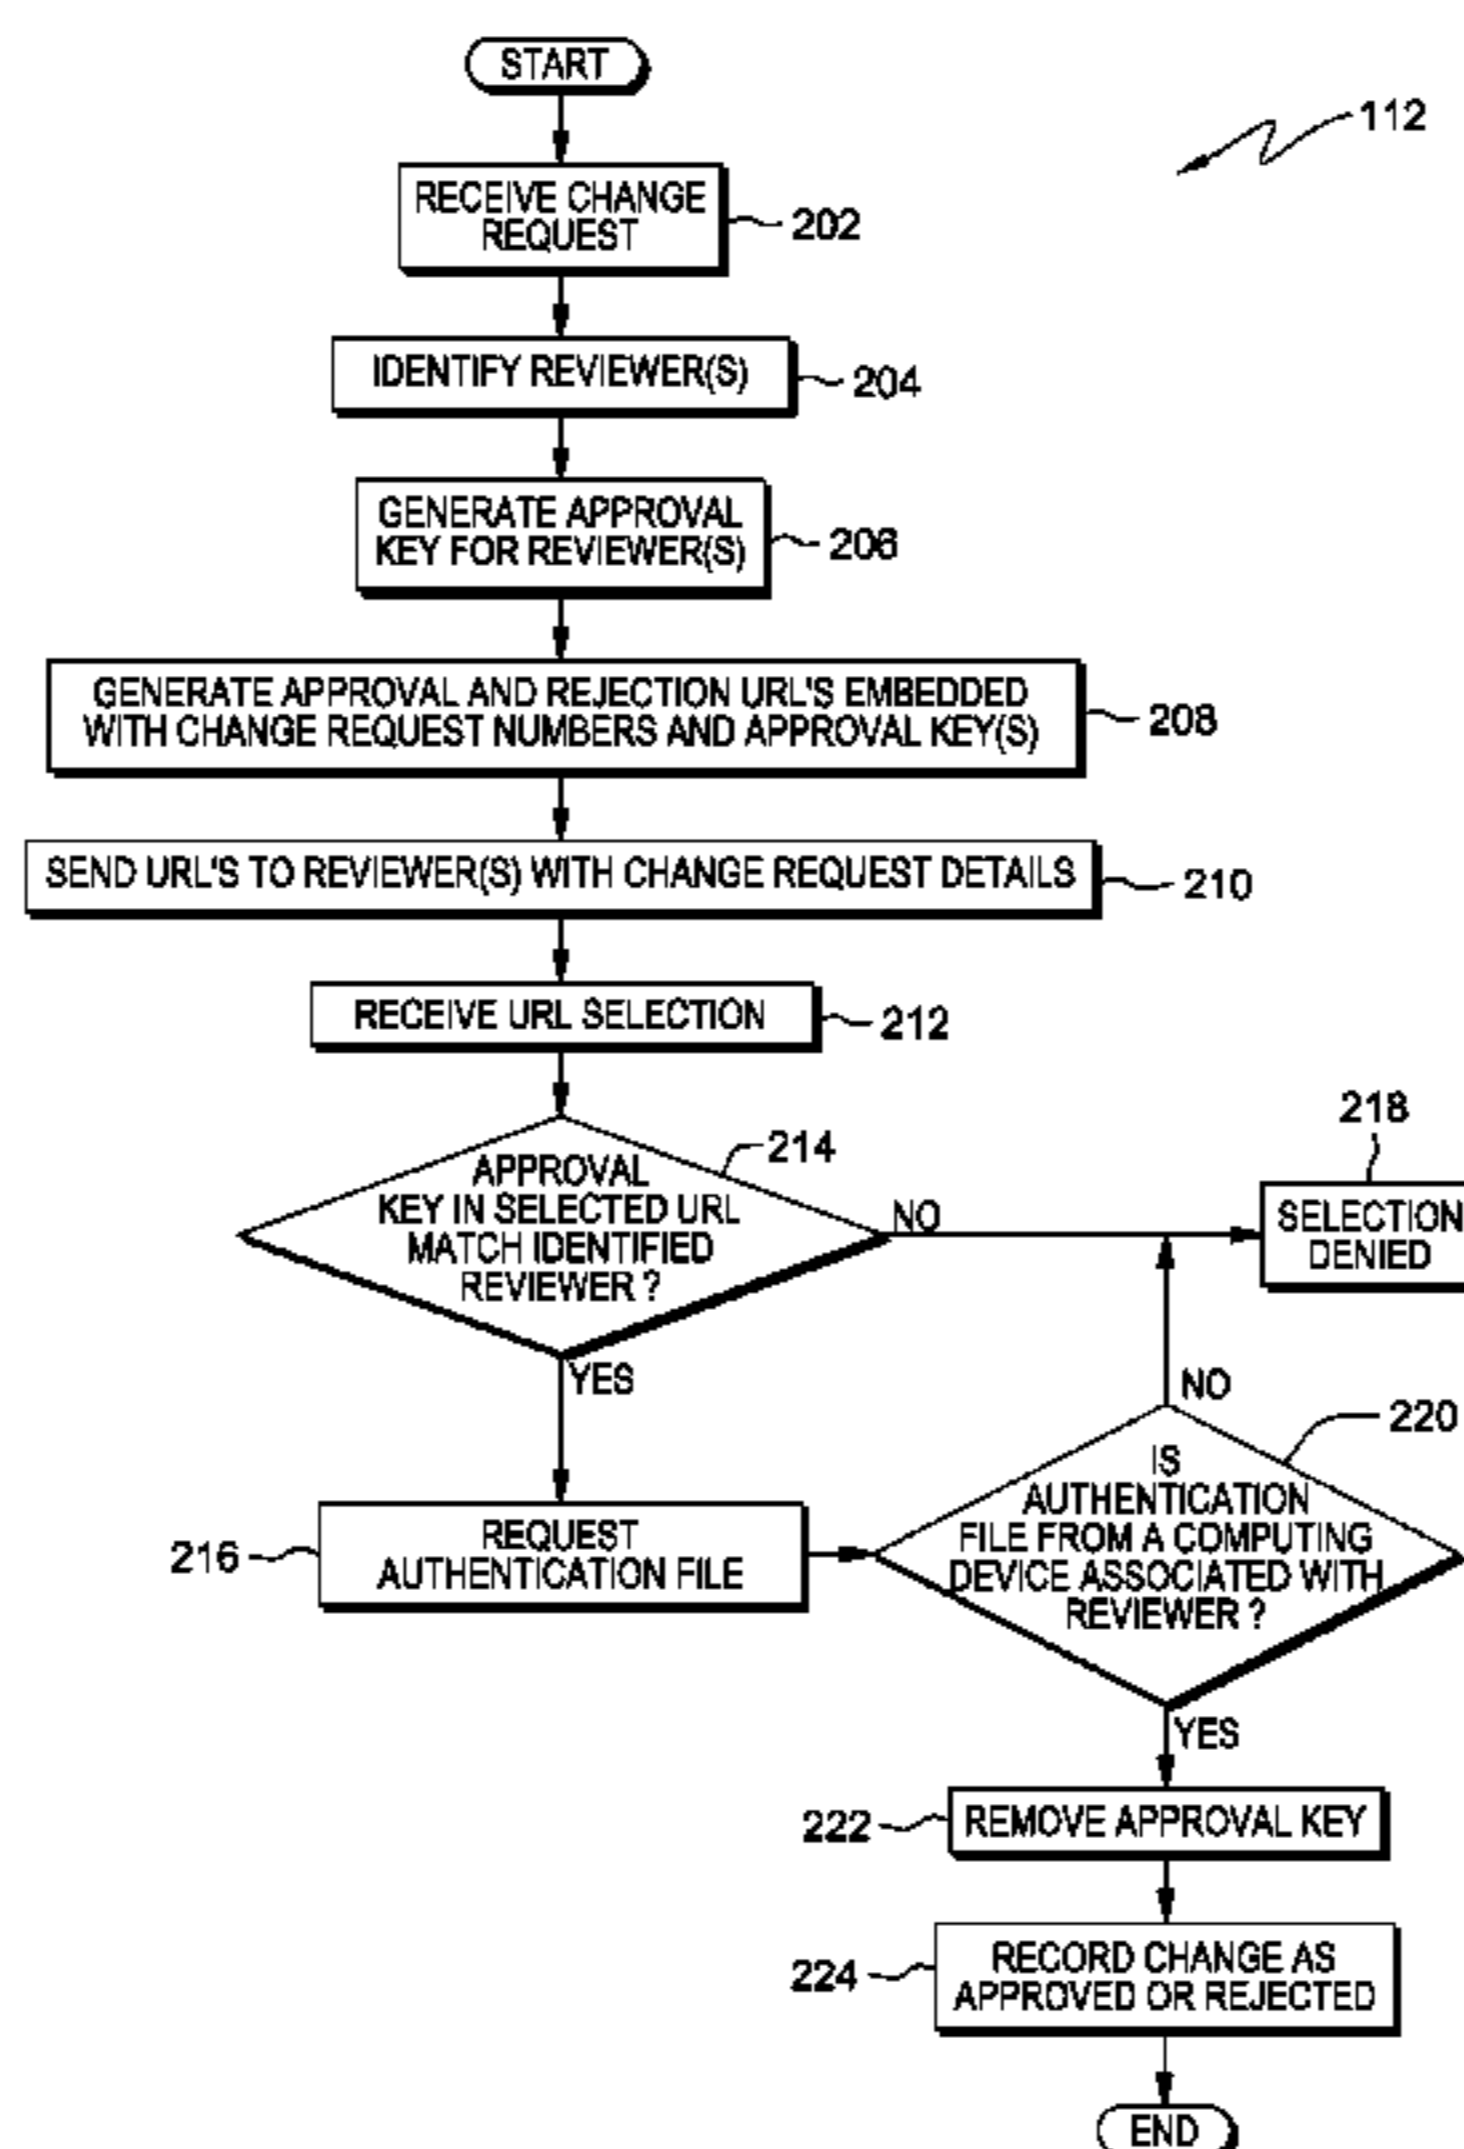 START
112
RECEIVE CHANGE
REQUEST
202
IDENTIFY REVIEWER(S)
204
GENERATE APPROVAL
KEY FOR REVIEWER(S)
206
GENERATE APPROVAL AND REJECTION URL'S EMBEDDED
WITH CHANGE REQUEST NUMBERS AND APPROVAL KEY(S)
208
SEND URL'S TO REVIEWER(S) WITH CHANGE REQUEST DETAILS
210
RECEIVE URL SELECTION
212
APPROVAL
KEY IN SELECTED URL
MATCH IDENTIFIED
REVIEWER ?
214
NO
218
SELECTION
DENIED
YES
216
REQUEST
AUTHENTICATION FILE
NO
220
IS
AUTHENTICATION
FILE FROM A COMPUTING
DEVICE ASSOCIATED WITH
REVIEWER ?
YES
222
REMOVE APPROVAL KEY
224
RECORD CHANGE AS
APPROVED OR REJECTED
END